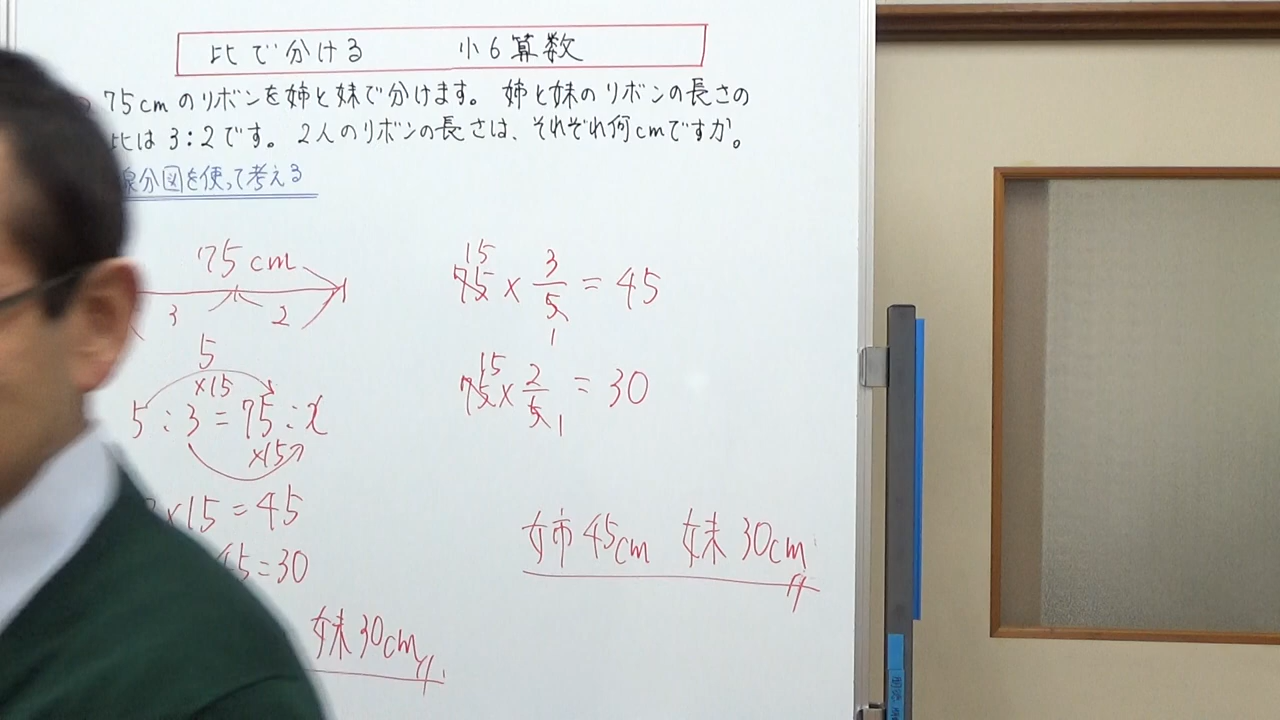 比で分ける 小6算数
75cmのリボンを姉と妹で分けます。姉と妹のリボンの長さの
比は 3:2です。2人のリボンの長さは、それぞれ何cmですか。
線分図を使って考える
75cm
3 2
5
×15
5:3=75:x
×15
×15=45
45=30
妹30cm
15
75×3/5=45
1
15
75×2/5=30
1
姉45cm 妹30cm